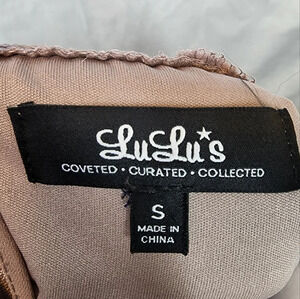 LuLu's
COVETED • CURATED • COLLECTED
S
MADE IN
CHINA